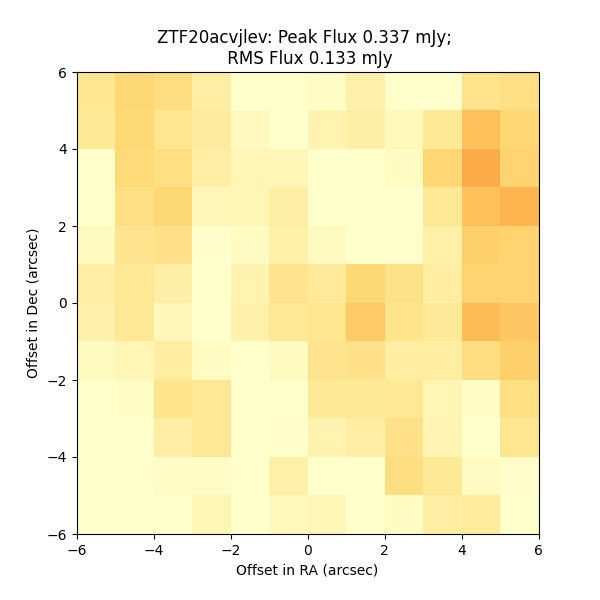 ZTF20acvjlev: Peak Flux 0.337 mJy;
RMS Flux 0.133 mJy
6
4
2
0
−2
−4
−6
Offset in Dec (arcsec)
−6 −4 −2 0 2 4 6
Offset in RA (arcsec)